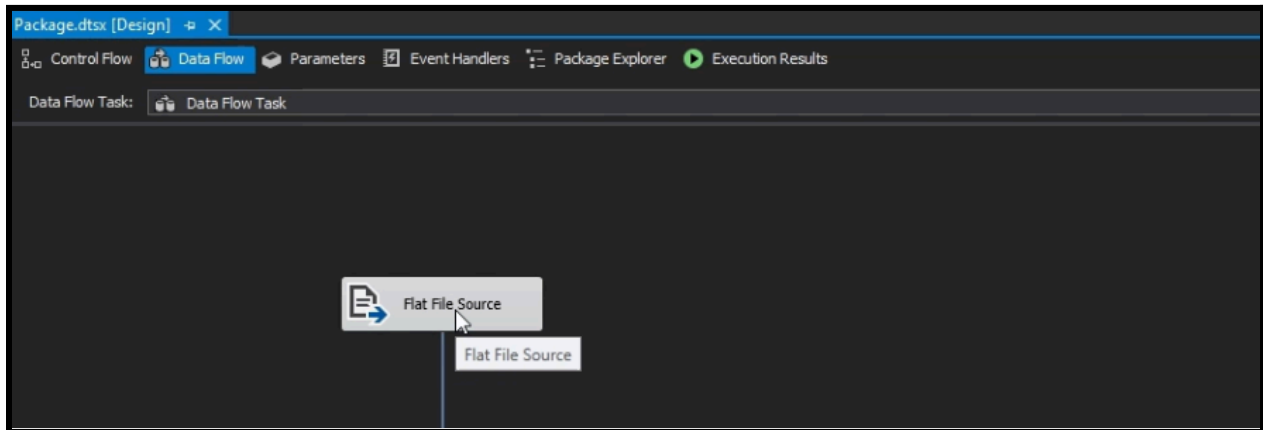 Package.dtsx [Design]
Control Flow Data Flow Parameters Event Handlers Package Explorer Execution Results
Data Flow Task: Data Flow Task
Flat File Source
Flat File Source